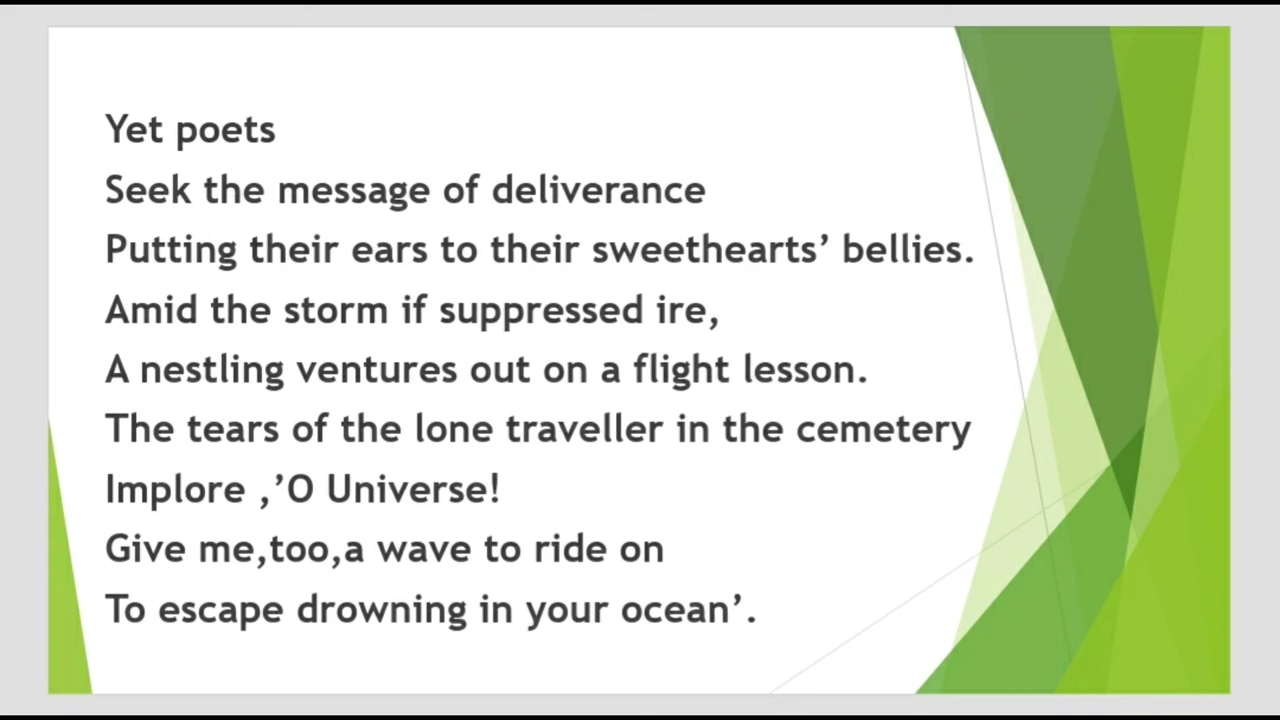 Yet poets
Seek the message of deliverance
Putting their ears to their sweethearts’ bellies.
Amid the storm if suppressed ire,
A nestling ventures out on a flight lesson.
The tears of the lone traveller in the cemetery
Implore ,’O Universe!
Give me,too,a wave to ride on
To escape drowning in your ocean’.